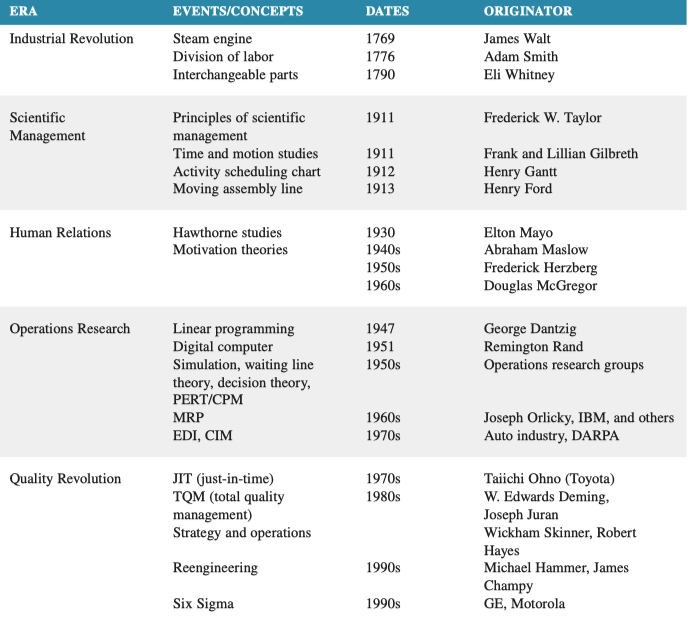 ERA EVENTS/CONCEPTS DATES ORIGINATOR
Industrial Revolution Steam engine 1769 James Walt
Division of labor 1776 Adam Smith
Interchangeable parts 1790 Eli Whitney
Scientific Principles of scientific 1911 Frederick W. Taylor
Management management
Time and motion studies 1911 Frank and Lillian Gilbreth
Activity scheduling chart 1912 Henry Gantt
Moving assembly line 1913 Henry Ford
Human Relations Hawthorne studies 1930 Elton Mayo
Motivation theories 1940s Abraham Maslow
1950s Frederick Herzberg
1960s Douglas McGregor
Operations Research Linear programming 1947 George Dantzig
Digital computer 1951 Remington Rand
Simulation, waiting line 1950s Operations research groups
theory, decision theory,
PERT/CPM
MRP 1960s Joseph Orlicky, IBM, and others
EDI, CIM 1970s Auto industry, DARPA
Quality Revolution JIT (just-in-time) 1970s Taiichi Ohno (Toyota)
TQM (total quality 1980s W. Edwards Deming,
management) Joseph Juran
Strategy and operations Wickham Skinner, Robert
Hayes
Reengineering 1990s Michael Hammer, James
Champy
Six Sigma 1990s GE, Motorola